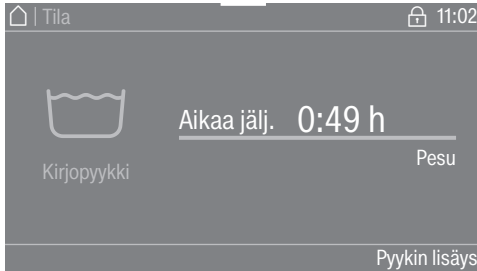 Tila 11:02
Aikaa jälj. 0:49 h
Kirjopyykki
Pesu
Pyykin lisäys